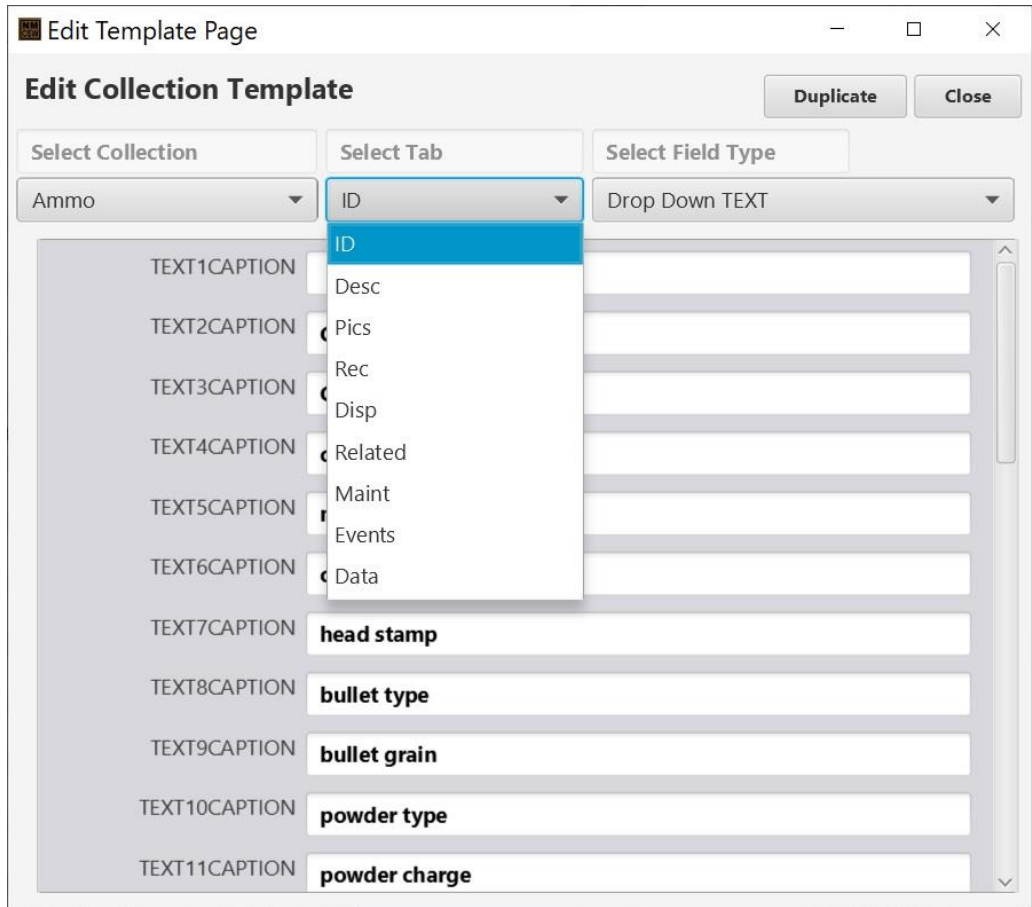 Edit Template Page
Edit Collection Template
Duplicate
Close
Select Collection
Select Tab
Select Field Type
Ammo
ID
Drop Down TEXT
ID
Desc
Pics
Rec
Disp
Related
Maint
Events
Data
TEXT1CAPTION
TEXT2CAPTION
TEXT3CAPTION
TEXT4CAPTION
TEXT5CAPTION
TEXT6CAPTION
TEXT7CAPTION head stamp
TEXT8CAPTION bullet type
TEXT9CAPTION bullet grain
TEXT10CAPTION powder type
TEXT11CAPTION powder charge